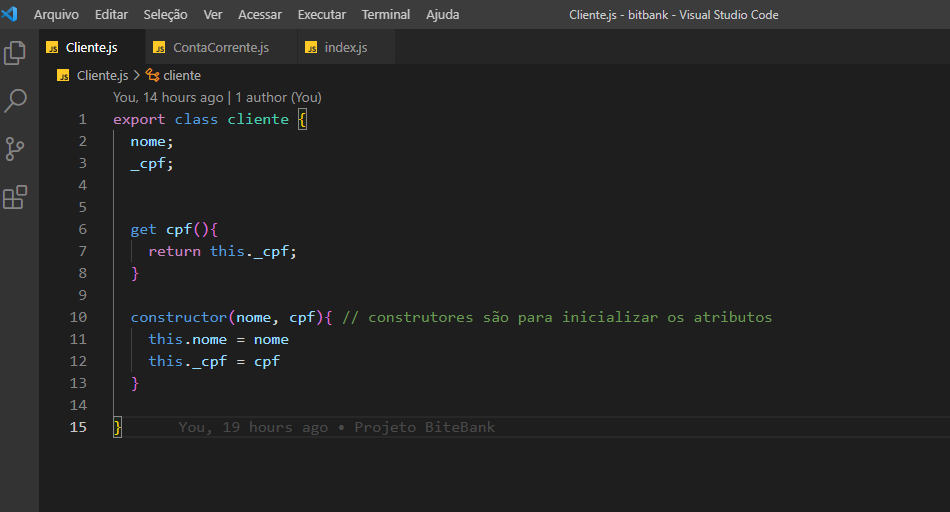 Arquivo Editar Seleção Ver Acessar Executar Terminal Ajuda Cliente.js - bitbank - Visual Studio Code
JS Cliente.js JS ContaCorrente.js JS index.js
JS Cliente.js > cliente
You, 14 hours ago | 1 author (You)
1 export class cliente {
2 nome;
3 _cpf;
4
5
6 get cpf(){
7 return this._cpf;
8 }
9
10 constructor(nome, cpf){ // construtores são para inicializar os atributos
11 this.nome = nome
12 this._cpf = cpf
13 }
14
15 } You, 19 hours ago • Projeto BiteBank